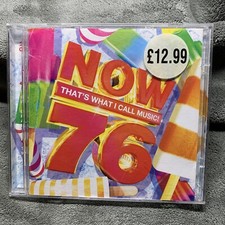 NOW
£12.99
THAT'S WHAT I CALL MUSIC!
76